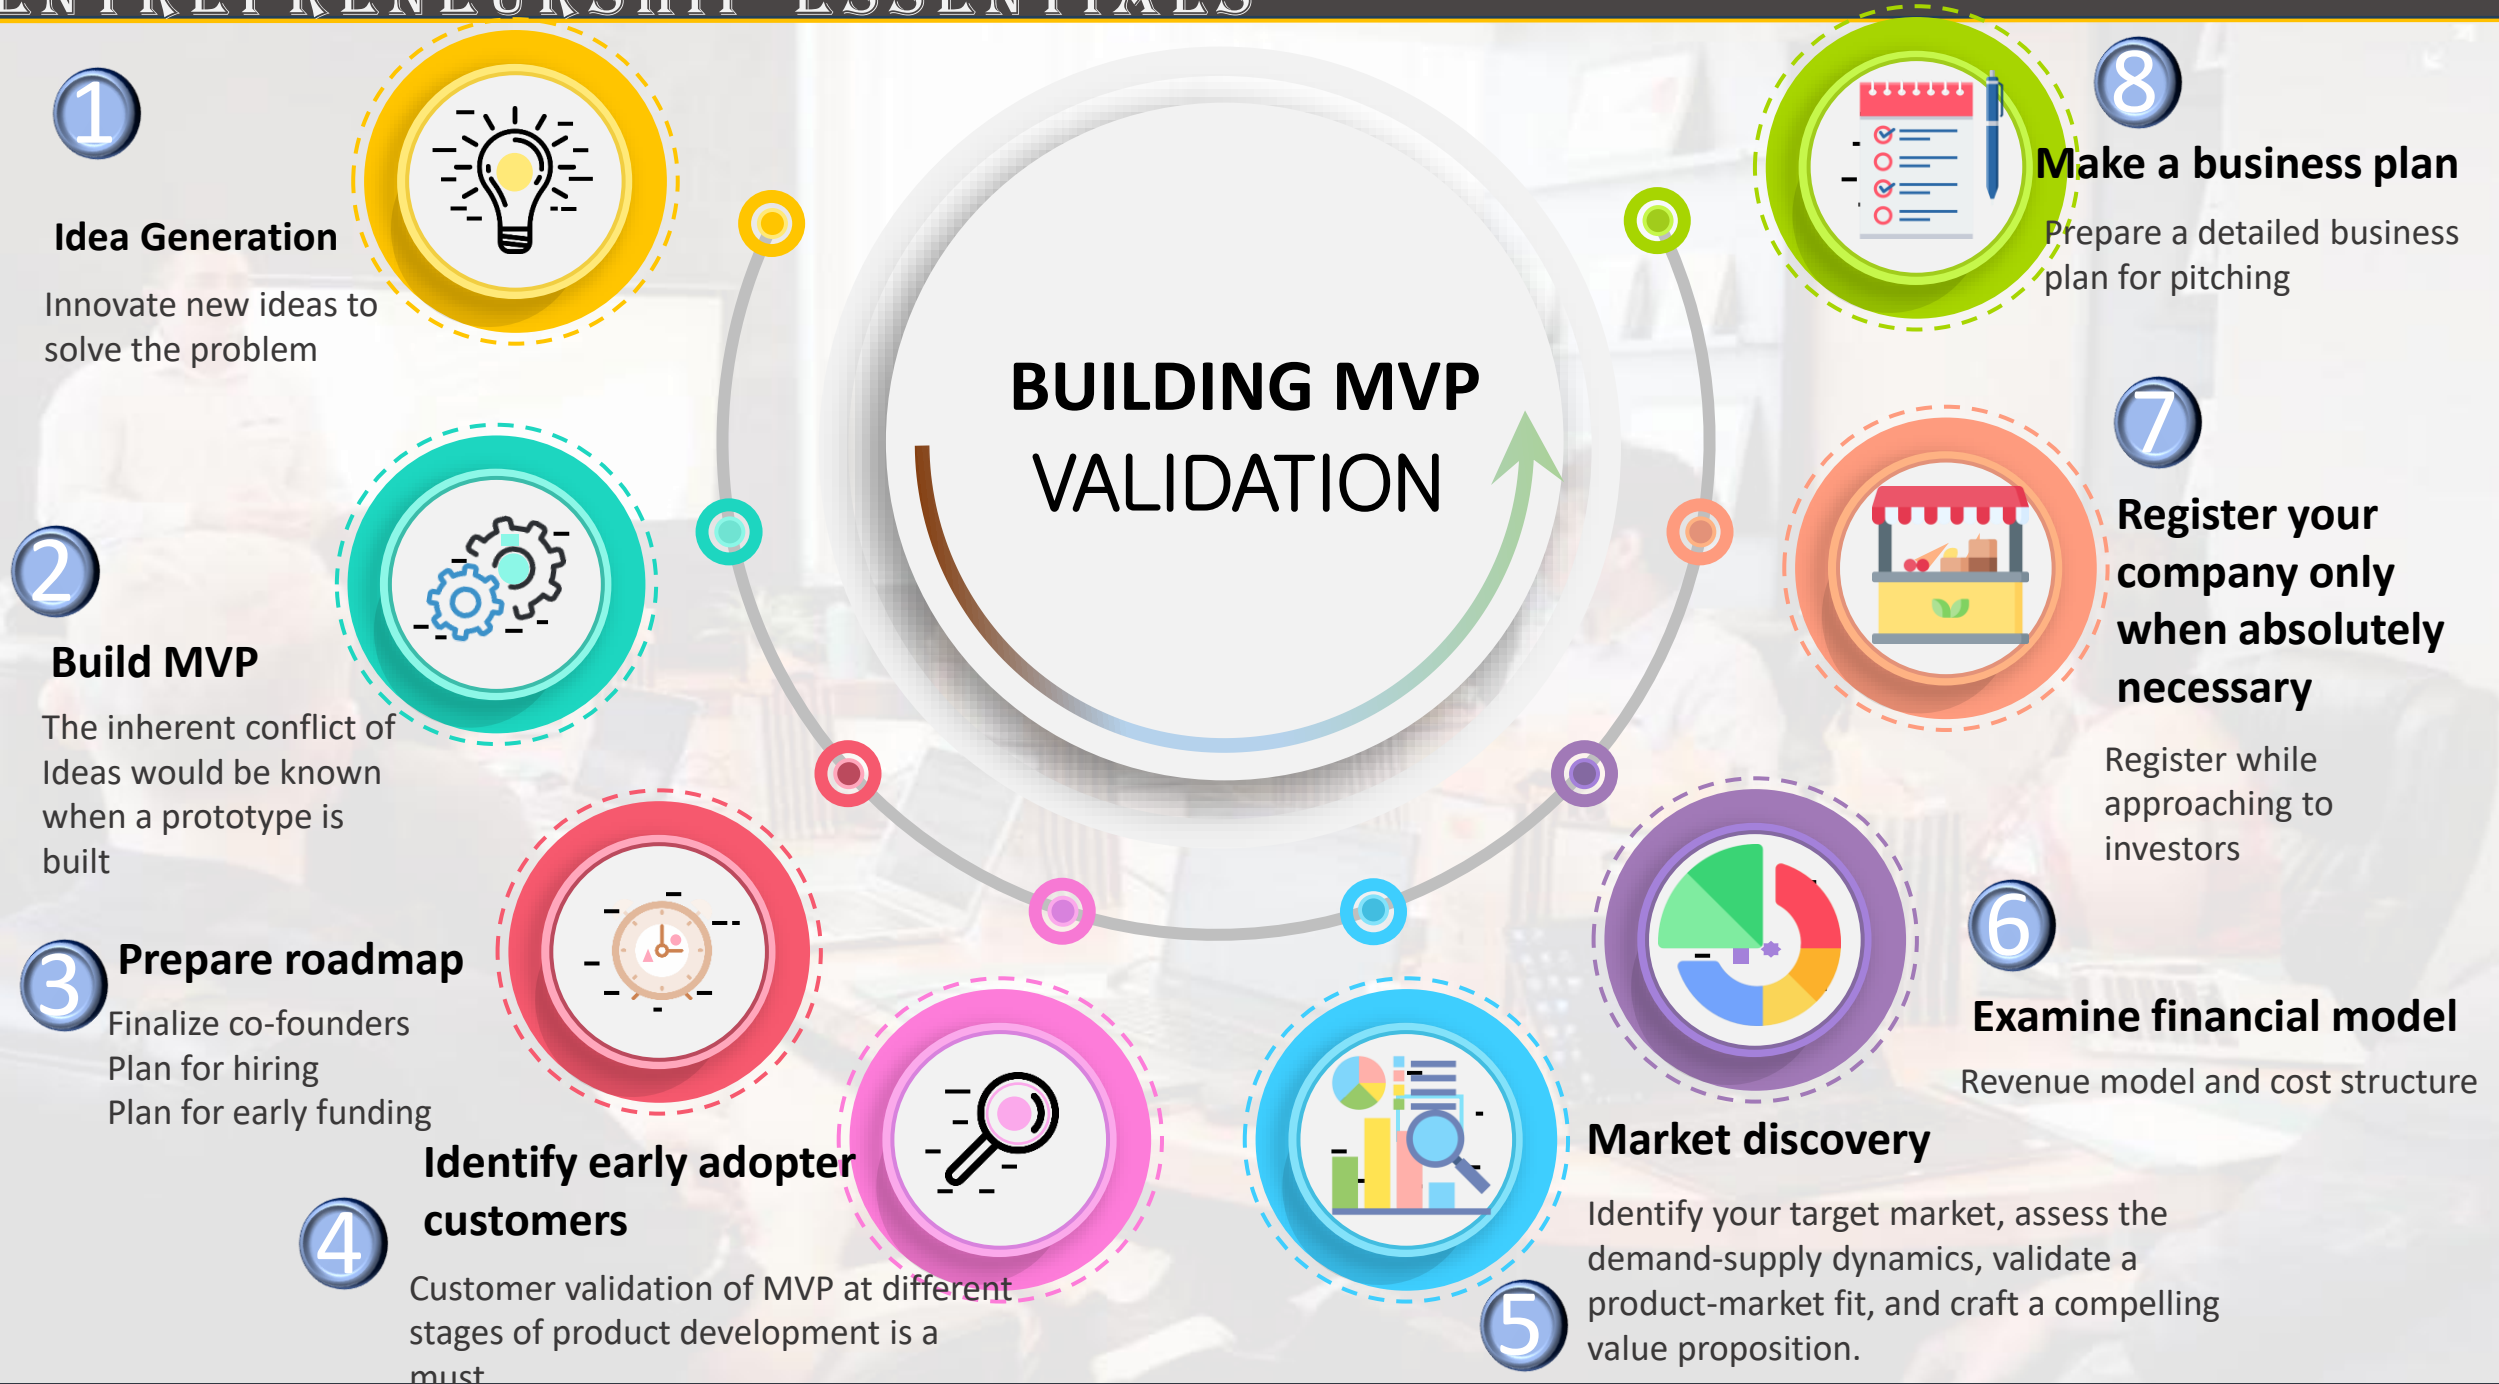 ENTREPRENEURSHIP ESSENTIALS
1
Idea Generation
Innovate new ideas to
solve the problem
2
Build MVP
The inherent conflict of
Ideas would be known
when a prototype is
built
3
Prepare roadmap
Finalize co-founders
Plan for hiring
Plan for early funding
4
Identify early adopter
customers
Customer validation of MVP at different
stages of product development is a
must
BUILDING MVP
VALIDATION
5
Market discovery
Identify your target market, assess the
demand-supply dynamics, validate a
product-market fit, and craft a compelling
value proposition.
6
Examine financial model
Revenue model and cost structure
7
Register your
company only
when absolutely
necessary
Register while
approaching to
investors
8
Make a business plan
Prepare a detailed business
plan for pitching